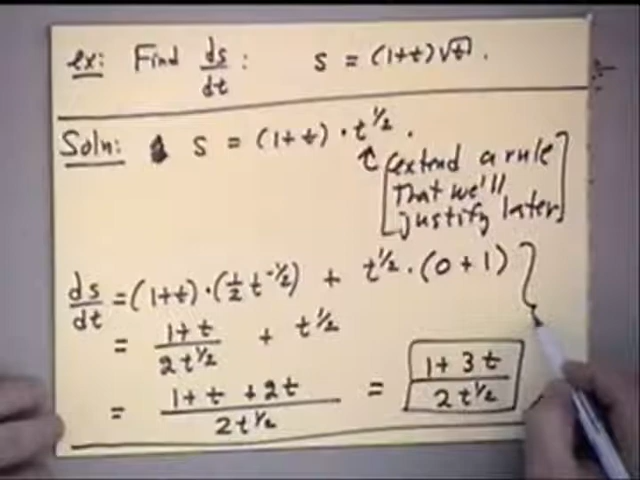 ex: Find ds/dt : s = (1+t)√t .
Soln: s = (1+t) · t^1/2 .
↑ [extend a rule
that we'll
justify later]
ds/dt = (1+t)·(1/2 t^-1/2) + t^1/2 · (0+1) }
= 1+t / 2t^1/2 + t^1/2
= 1+t+2t / 2t^1/2 = 1+3t / 2t^1/2